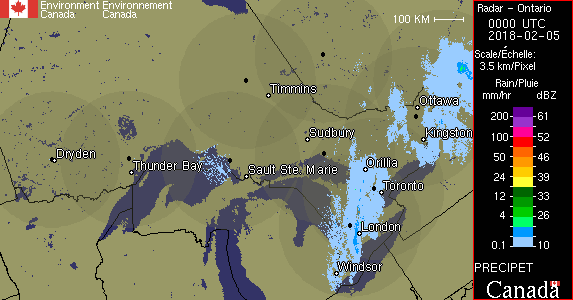 Environment Environnement
Canada Canada
100 KM
Timmins
Ottawa
Sudbury
Kingston
Dryden
Thunder Bay
Sault Ste. Marie
Orillia
Toronto
London
Windsor
Radar - Ontario
0000 UTC
2018-02-05
Scale/Échelle:
3.5 km/Pixel
Rain/Pluie
mm/hr dBZ
200 61
100 52
50 46
24 39
12 33
4 26
0.1 10
PRECIPET
Canada